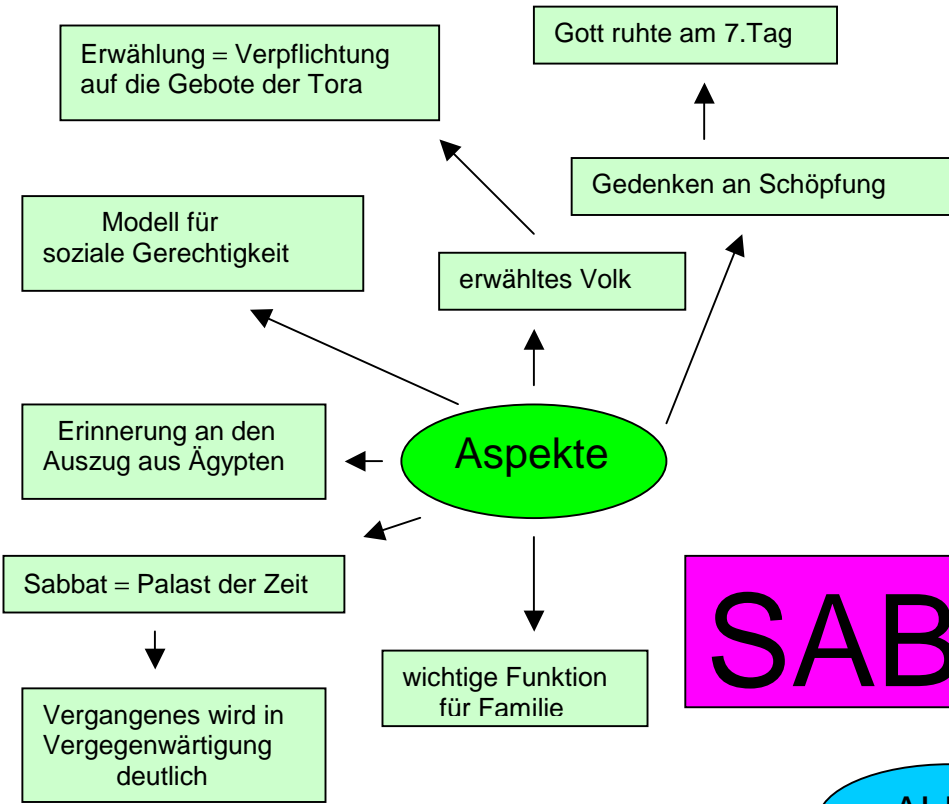 Gott ruhte am 7.Tag
Erwählung = Verpflichtung
auf die Gebote der Tora
Gedenken an Schöpfung
Modell für
soziale Gerechtigkeit
erwähltes Volk
Erinnerung an den
Auszug aus Ägypten
Aspekte
Sabbat = Palast der Zeit
SAB
wichtige Funktion
für Familie
Vergangenes wird in
Vergegenwärtigung
deutlich